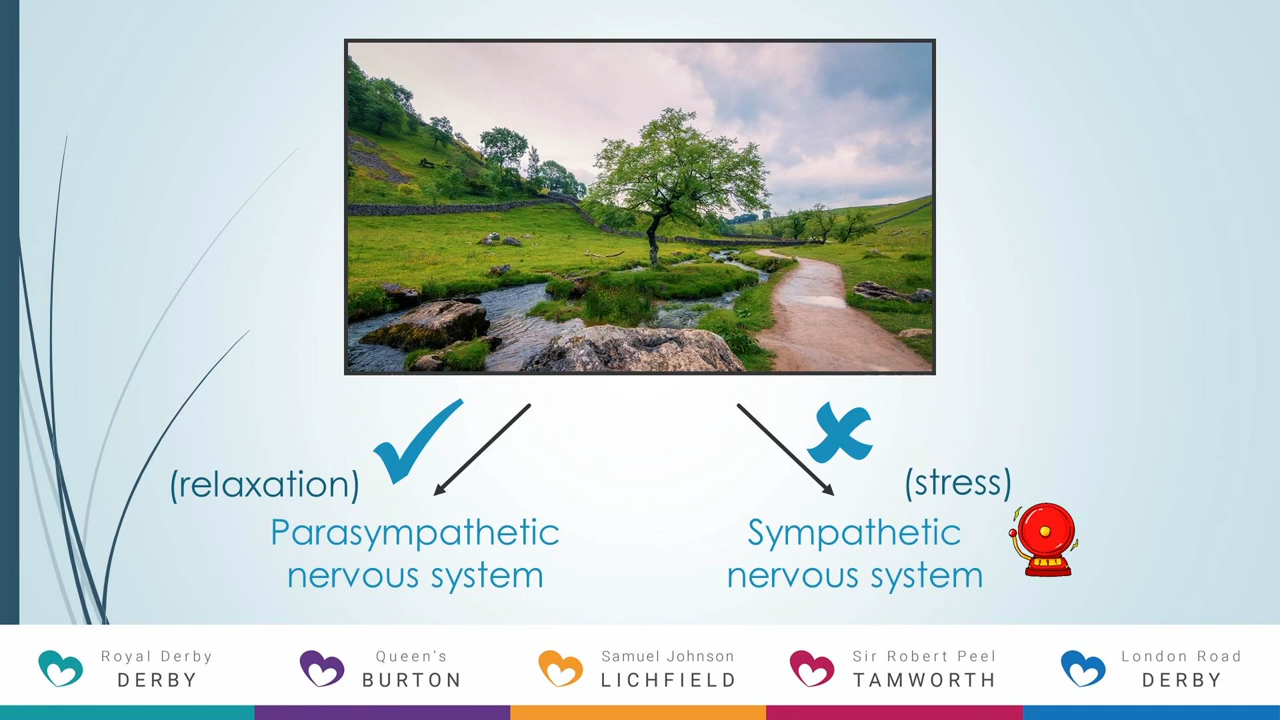 (relaxation)
Parasympathetic
nervous system
(stress)
Sympathetic
nervous system
Royal Derby
DERBY
Queen's
BURTON
Samuel Johnson
LICHFIELD
Sir Robert Peel
TAMWORTH
London Road
DERBY